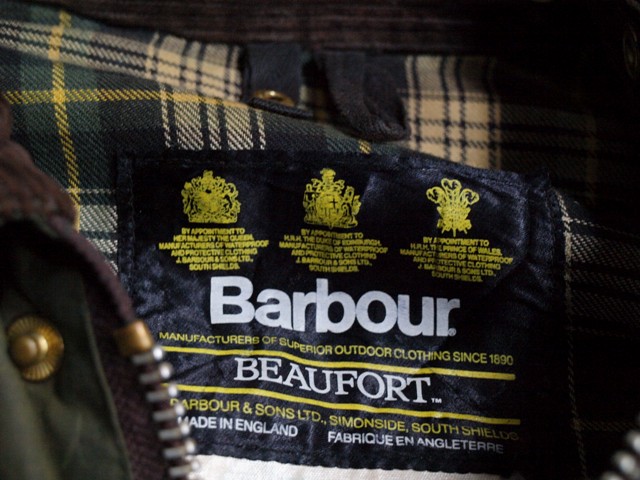 BY APPOINTMENT TO
HER MAJESTY THE QUEEN,
MANUFACTURERS OF WATERPROOF
AND PROTECTIVE CLOTHING
J. BARBOUR & SONS LTD.,
SOUTH SHIELDS.
BY APPOINTMENT TO
H.R.H. THE DUKE OF EDINBURGH,
MANUFACTURERS OF WATERPROOF
AND PROTECTIVE CLOTHING
J. BARBOUR & SONS LTD.,
SOUTH SHIELDS.
BY APPOINTMENT TO
H.R.H. THE PRINCE OF WALES,
MANUFACTURERS OF WATERPROOF
AND PROTECTIVE CLOTHING
J. BARBOUR & SONS LTD.,
SOUTH SHIELDS.
Barbour®
MANUFACTURERS OF SUPERIOR OUTDOOR CLOTHING SINCE 1890
BEAUFORT™
BARBOUR & SONS LTD., SIMONSIDE, SOUTH SHIELDS.
MADE IN ENGLAND FABRIQUE EN ANGLETERRE